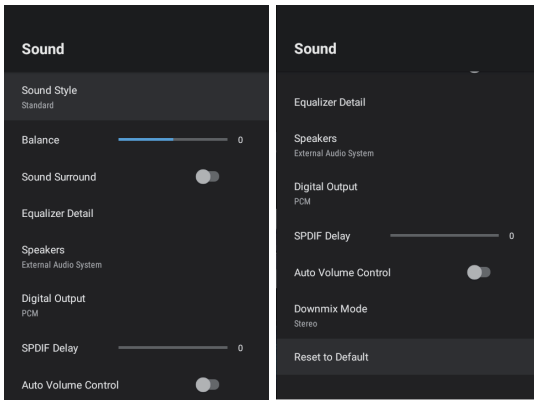 Sound
Sound Style
Standard
Balance 0
Sound Surround
Equalizer Detail
Speakers
External Audio System
Digital Output
PCM
SPDIF Delay 0
Auto Volume Control
Sound
Equalizer Detail
Speakers
External Audio System
Digital Output
PCM
SPDIF Delay 0
Auto Volume Control
Downmix Mode
Stereo
Reset to Default